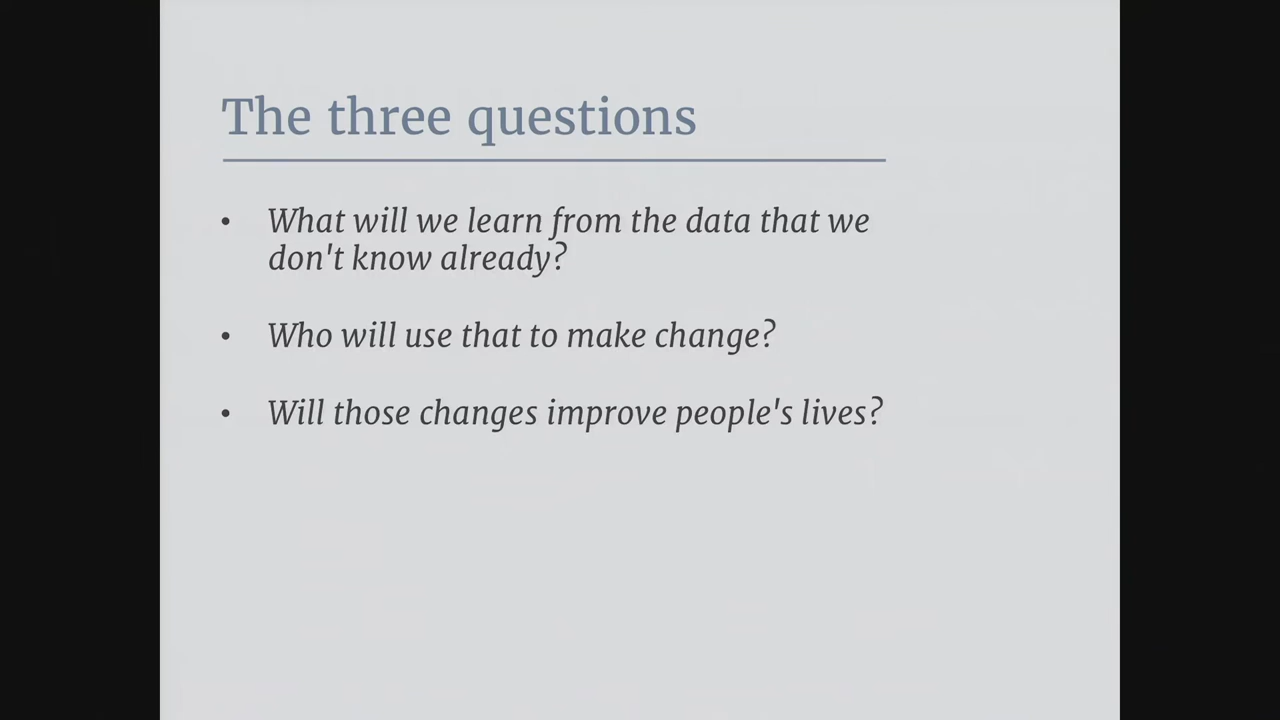 The three questions
• What will we learn from the data that we
don't know already?
• Who will use that to make change?
• Will those changes improve people's lives?